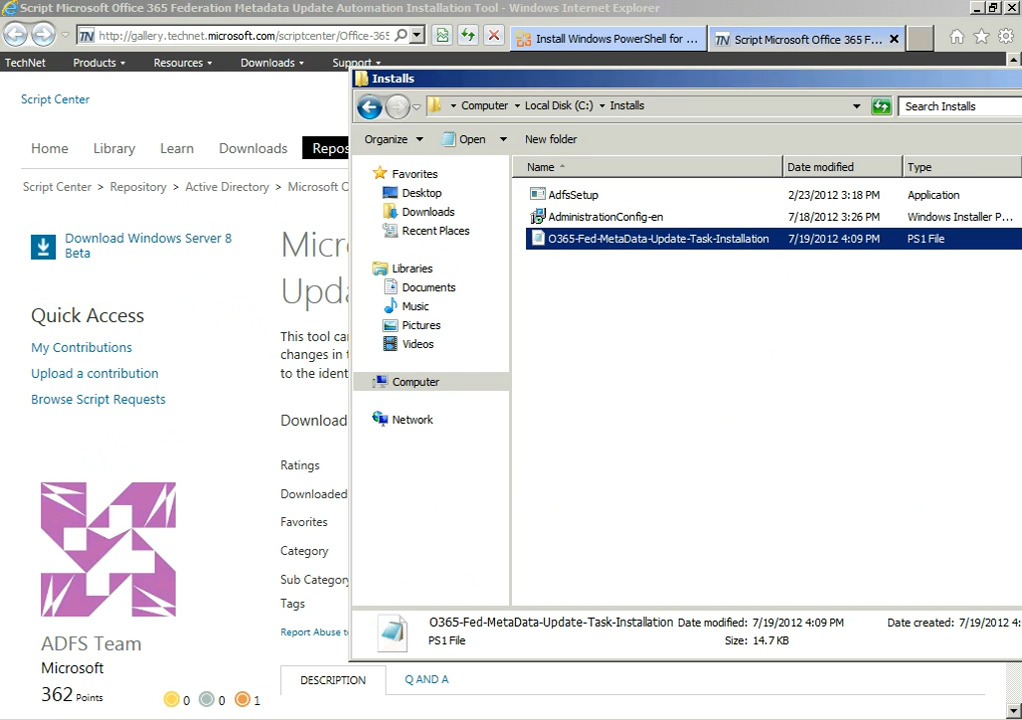 Script Microsoft Office 365 Federation Metadata Update Automation Installation Tool - Windows Internet Explorer
http://gallery.technet.microsoft.com/scriptcenter/Office-365
Install Windows PowerShell for ...
Script Microsoft Office 365 F...
TechNet Products Resources Downloads Support
Script Center
Home Library Learn Downloads Repos
Script Center > Repository > Active Directory > Microsoft O
Download Windows Server 8
Beta
Quick Access
My Contributions
Upload a contribution
Browse Script Requests
ADFS Team
Microsoft
362 Points
0 0 1
Micr
Upda
This tool can
changes in t
to the ident
Download
Ratings
Downloaded
Favorites
Category
Sub Category
Tags
Report Abuse to
DESCRIPTION Q AND A
Installs
Computer Local Disk (C:) Installs
Search Installs
Organize Open New folder
Favorites
Desktop
Downloads
Recent Places
Libraries
Documents
Music
Pictures
Videos
Computer
Network
Name Date modified Type
AdfsSetup 2/23/2012 3:18 PM Application
AdministrationConfig-en 7/18/2012 3:26 PM Windows Installer P...
O365-Fed-MetaData-Update-Task-Installation 7/19/2012 4:09 PM PS1 File
O365-Fed-MetaData-Update-Task-Installation Date modified: 7/19/2012 4:09 PM Date created: 7/19/2012 4:
PS1 File Size: 14.7 KB